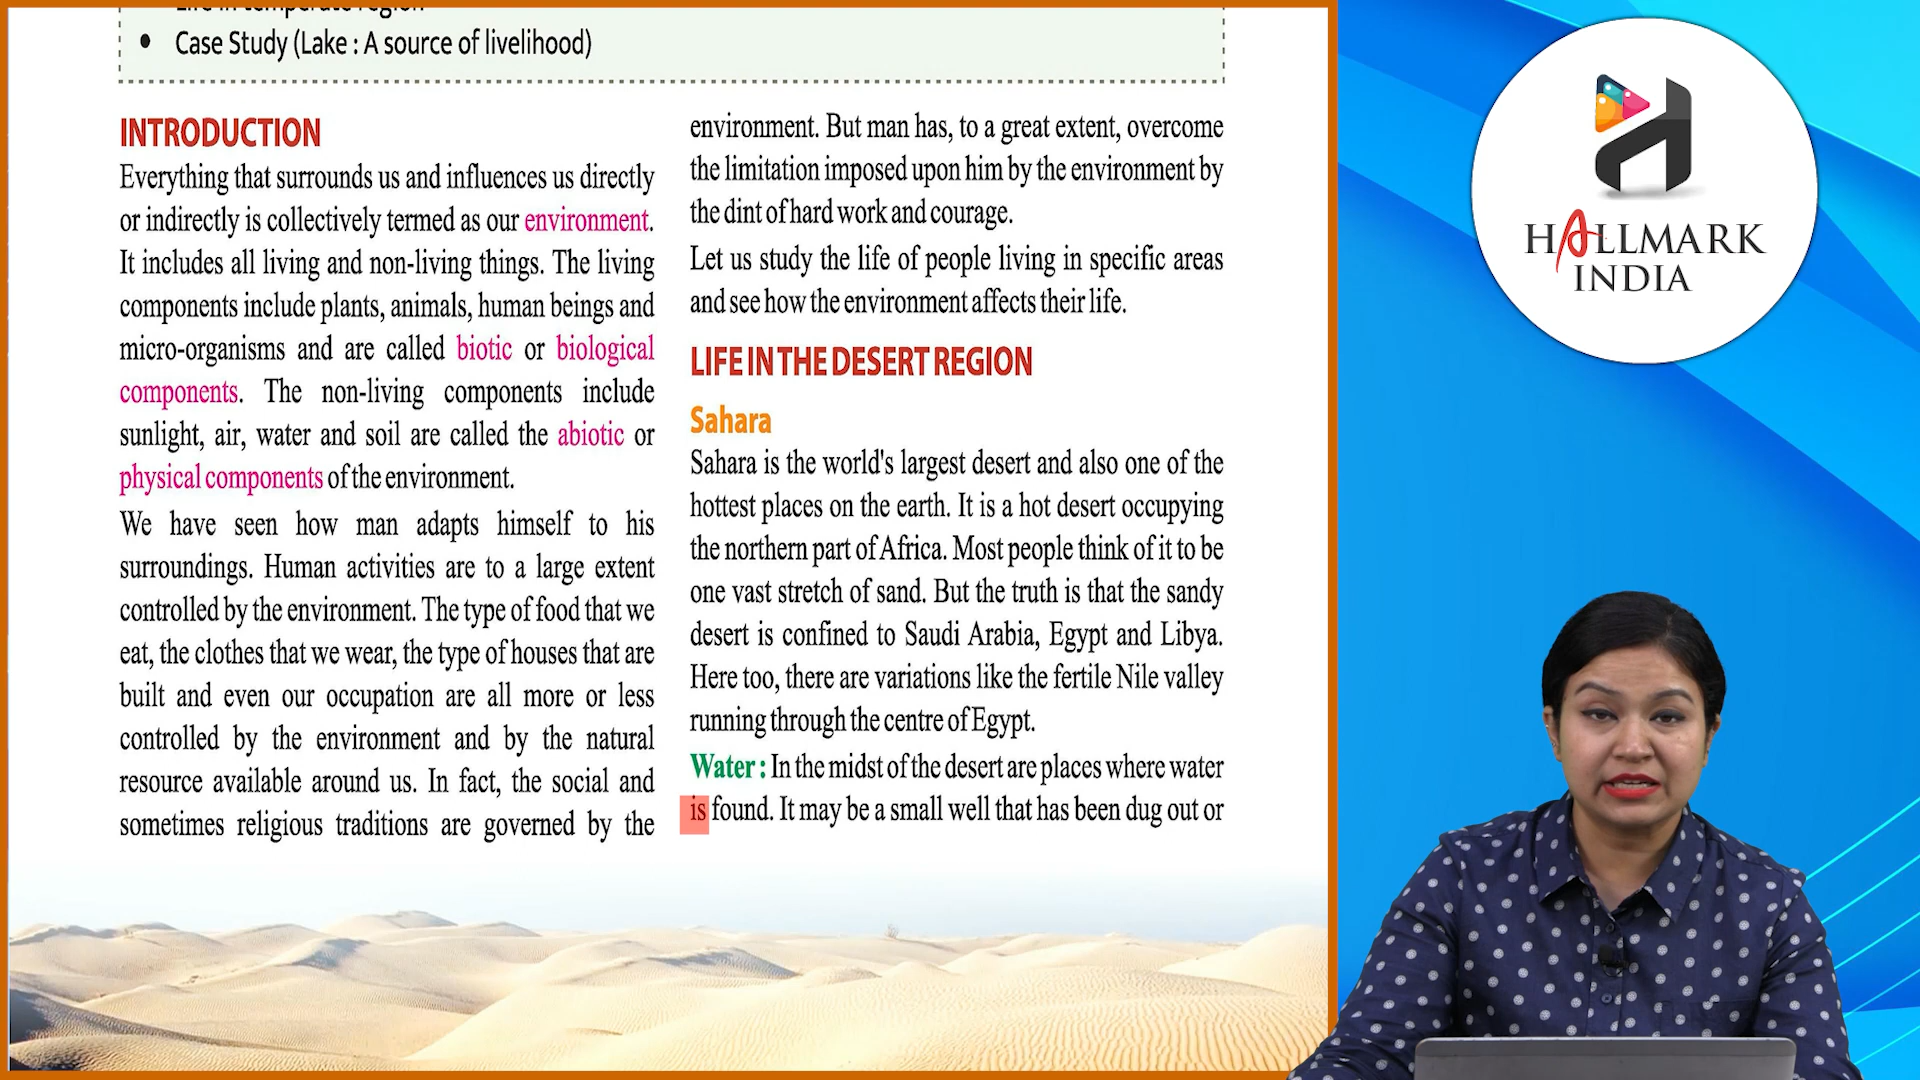 Life in temperate region
• Case Study (Lake : A source of livelihood)
INTRODUCTION
Everything that surrounds us and influences us directly
or indirectly is collectively termed as our environment.
It includes all living and non-living things. The living
components include plants, animals, human beings and
micro-organisms and are called biotic or biological
components. The non-living components include
sunlight, air, water and soil are called the abiotic or
physical components of the environment.
We have seen how man adapts himself to his
surroundings. Human activities are to a large extent
controlled by the environment. The type of food that we
eat, the clothes that we wear, the type of houses that are
built and even our occupation are all more or less
controlled by the environment and by the natural
resource available around us. In fact, the social and
sometimes religious traditions are governed by the
environment. But man has, to a great extent, overcome
the limitation imposed upon him by the environment by
the dint of hard work and courage.
Let us study the life of people living in specific areas
and see how the environment affects their life.
LIFE IN THE DESERT REGION
Sahara
Sahara is the world's largest desert and also one of the
hottest places on the earth. It is a hot desert occupying
the northern part of Africa. Most people think of it to be
one vast stretch of sand. But the truth is that the sandy
desert is confined to Saudi Arabia, Egypt and Libya.
Here too, there are variations like the fertile Nile valley
running through the centre of Egypt.
Water : In the midst of the desert are places where water
is found. It may be a small well that has been dug out or
HALLMARK
INDIA